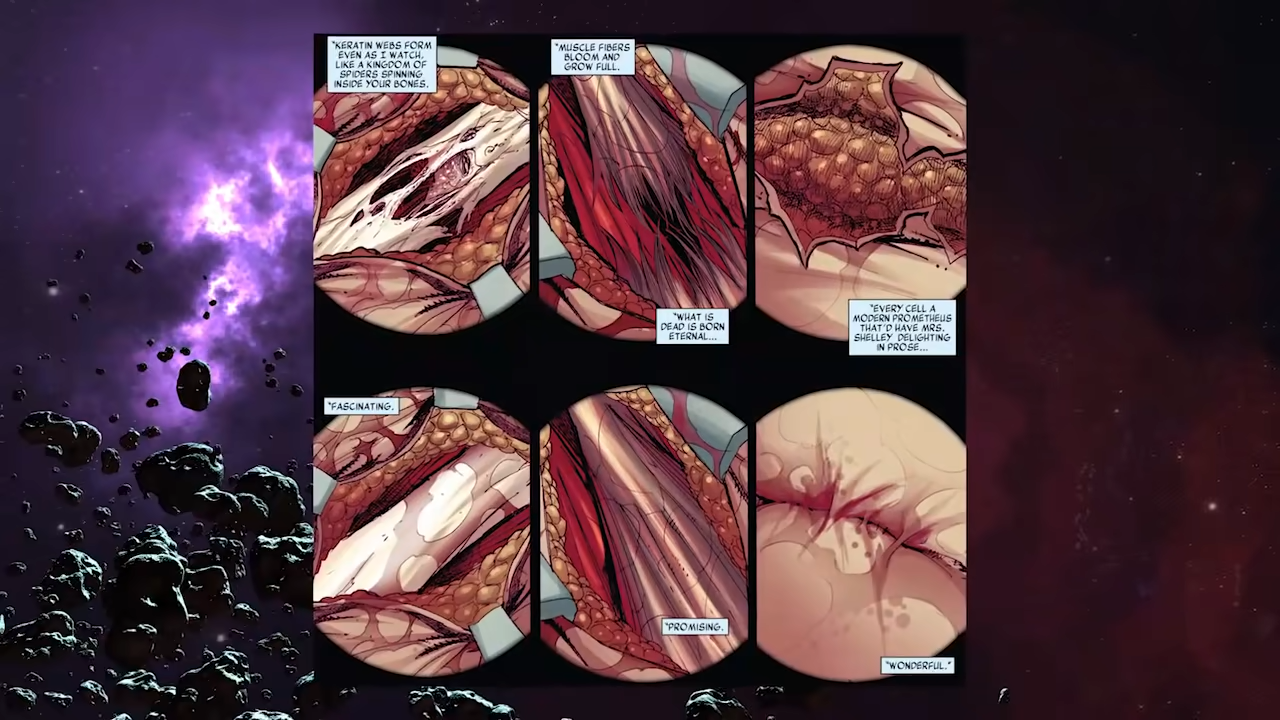 "KERATIN WEBS FORM
EVEN AS I WATCH,
LIKE A KINGDOM OF
SPIDERS SPINNING
INSIDE YOUR BONES.
"MUSCLE FIBERS
BLOOM AND
GROW FULL.
"WHAT IS
DEAD IS BORN
ETERNAL...
"EVERY CELL A
MODERN PROMETHEUS
THAT'D HAVE MRS.
SHELLEY DELIGHTING
IN PROSE...
"FASCINATING.
"PROMISING.
"WONDERFUL."